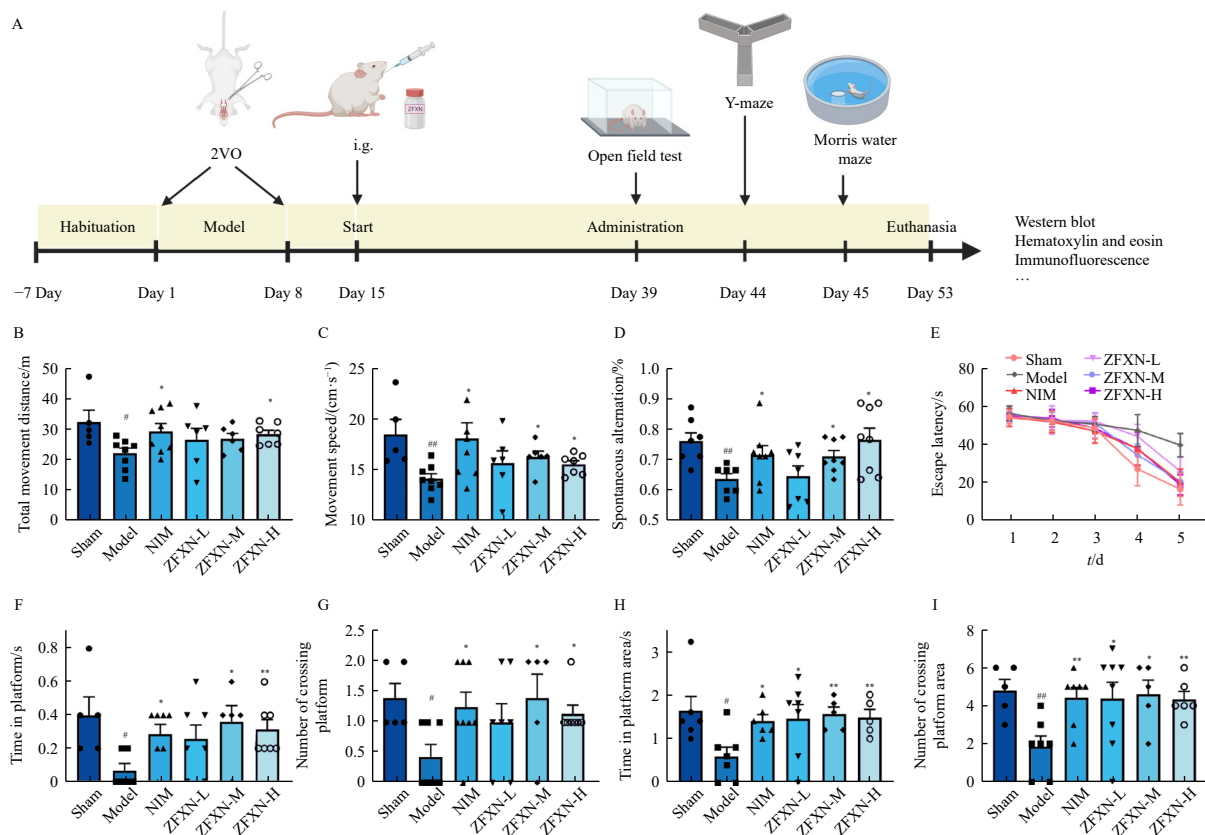 A
ZFXN
2VO
i.g.
Open field test
Y-maze
Morris water
maze
Habituation
Model
Start
Administration
Euthanasia
−7 Day
Day 1
Day 8
Day 15
Day 39
Day 44
Day 45
Day 53
Western blot
Hematoxylin and eosin
Immunofluorescence
…
B
Total movement distance/m
50
40
30
20
10
0
#
*
*
Sham
Model
NIM
ZFXN-L
ZFXN-M
ZFXN-H
C
Movement speed/(cm·s⁻¹)
25
20
15
10
##
*
*
*
Sham
Model
NIM
ZFXN-L
ZFXN-M
ZFXN-H
D
Spontaneous alternation/%
1.0
0.9
0.8
0.7
0.6
0.5
##
*
*
*
Sham
Model
NIM
ZFXN-L
ZFXN-M
ZFXN-H
E
Escape latency/s
80
60
40
20
0
Sham
Model
NIM
ZFXN-L
ZFXN-M
ZFXN-H
1 2 3 4 5
t/d
F
Time in platform/s
0.8
0.6
0.4
0.2
0
#
*
*
**
Sham
Model
NIM
ZFXN-L
ZFXN-M
ZFXN-H
G
Number of crossing
platform
2.5
2.0
1.5
1.0
0.5
0
#
*
*
*
Sham
Model
NIM
ZFXN-L
ZFXN-M
ZFXN-H
H
Time in platform area/s
4
3
2
1
0
#
*
*
**
**
Sham
Model
NIM
ZFXN-L
ZFXN-M
ZFXN-H
I
Number of crossing
platform area
8
6
4
2
0
##
**
*
*
**
Sham
Model
NIM
ZFXN-L
ZFXN-M
ZFXN-H